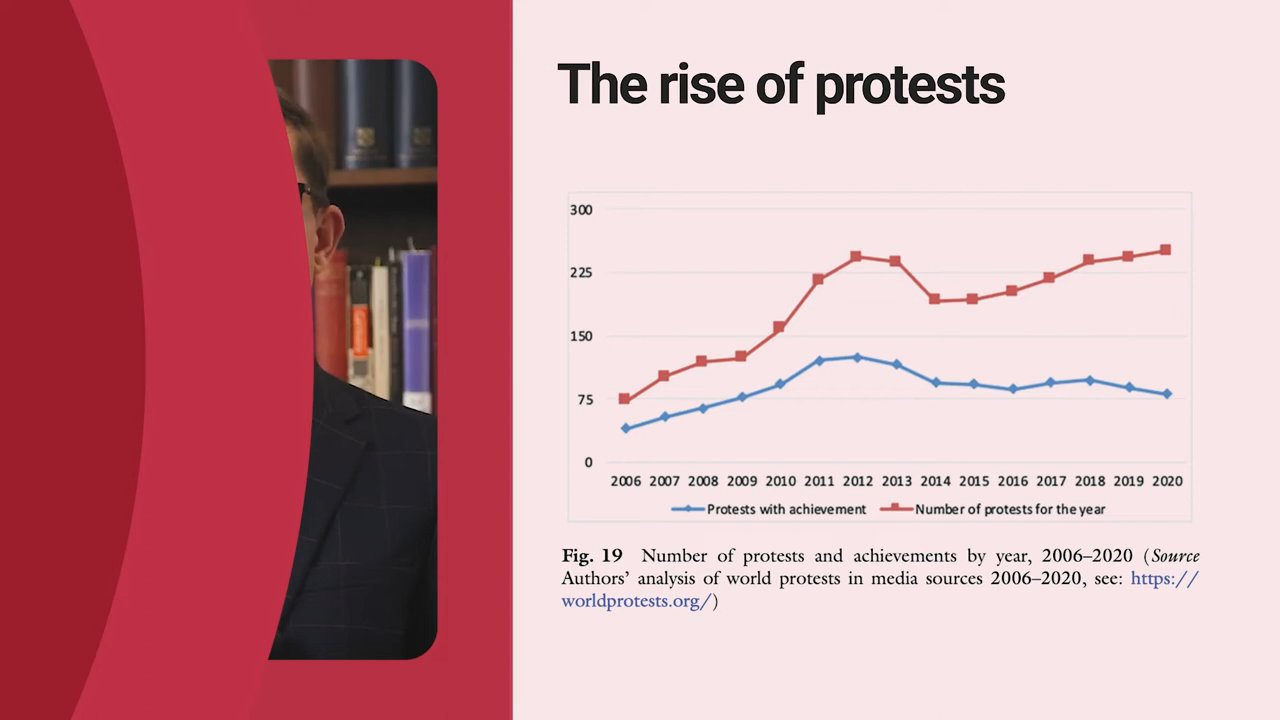 The rise of protests
300
225
150
75
0
2006 2007 2008 2009 2010 2011 2012 2013 2014 2015 2016 2017 2018 2019 2020
Protests with achievement Number of protests for the year
Fig. 19 Number of protests and achievements by year, 2006–2020 (Source
Authors’ analysis of world protests in media sources 2006–2020, see: https://
worldprotests.org/)